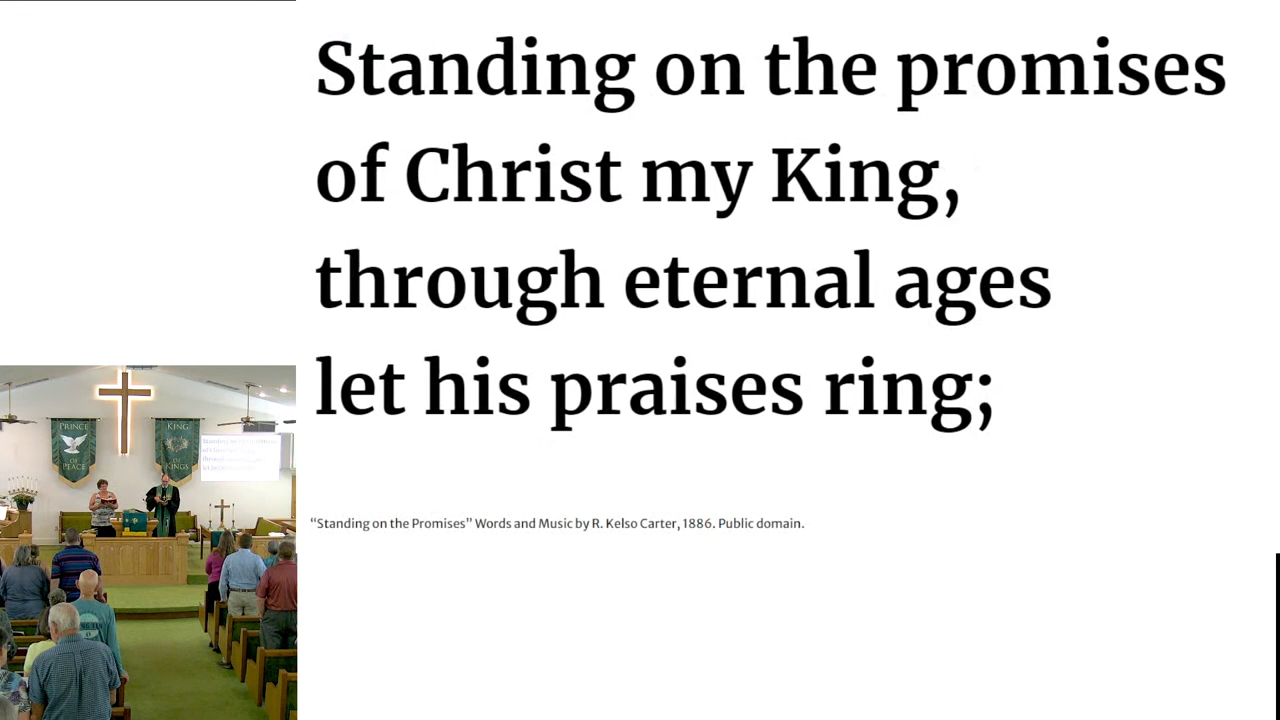 Standing on the promises
of Christ my King,
through eternal ages
let his praises ring;
“Standing on the Promises” Words and Music by R. Kelso Carter, 1886. Public domain.
PRINCE
OF
PEACE
KING
OF
KINGS